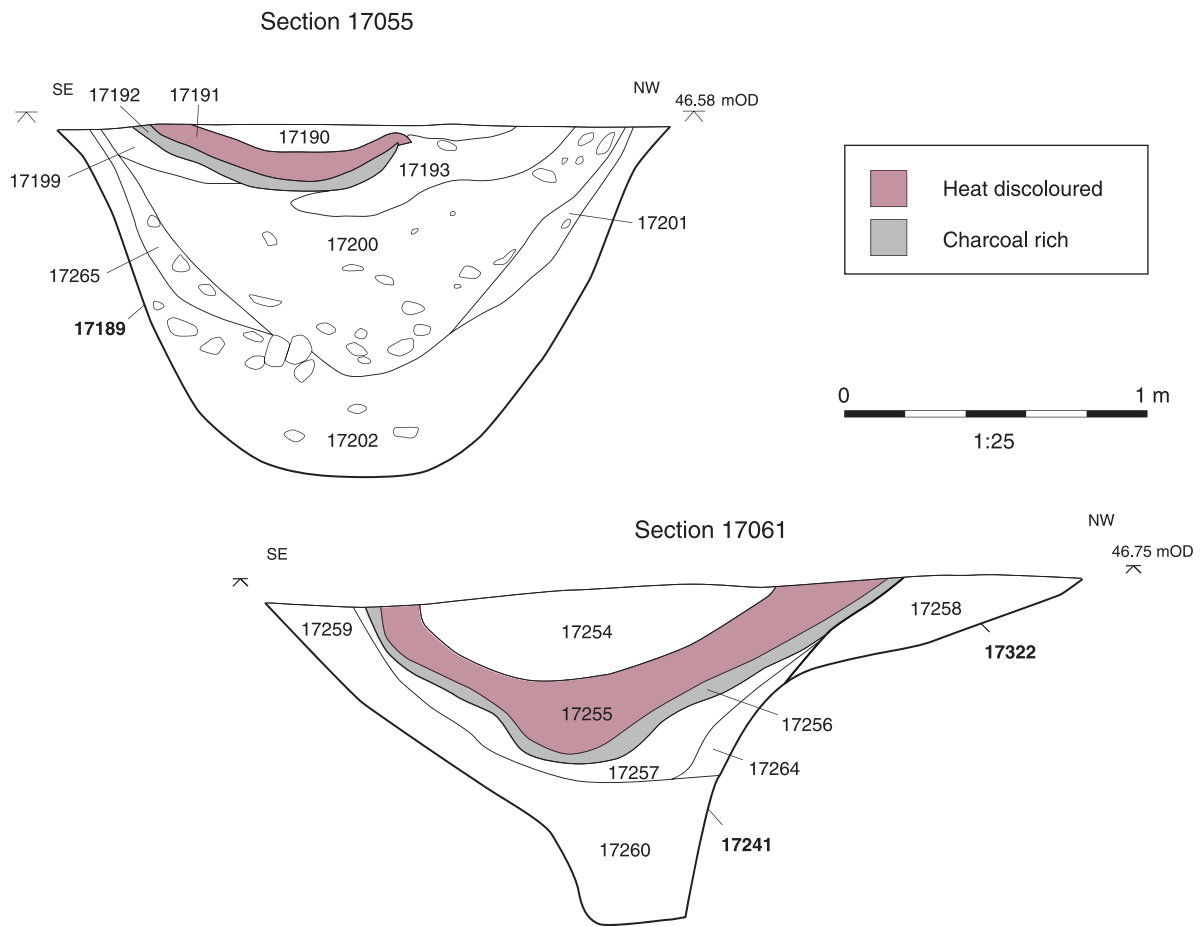 Section 17055
SE
NW
17192
17191
46.58 mOD
17190
17193
17199
17201
17200
17265
17189
17202
Heat discoloured
Charcoal rich
0
1 m
1:25
Section 17061
NW
SE
46.75 mOD
17259
17258
17254
17322
17255
17256
17257
17264
17241
17260